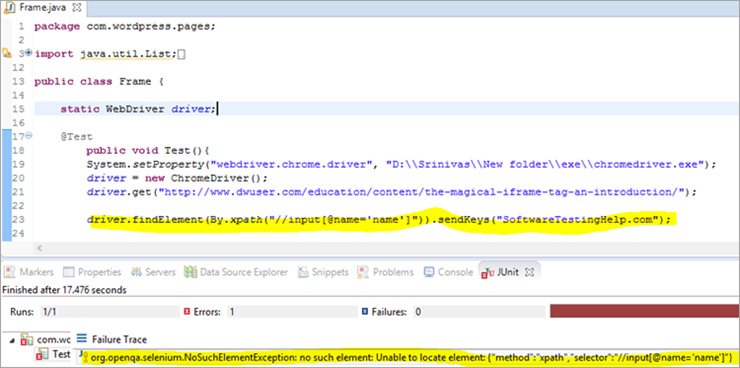 Frame.java
1 package com.wordpress.pages;
2
3 import java.util.List;
12
13 public class Frame {
14
15 static WebDriver driver;
16
17 @Test
18 public void Test(){
19 System.setProperty("webdriver.chrome.driver", "D:\\Srinivas\\New folder\\exe\\chromedriver.exe");
20 driver = new ChromeDriver();
21 driver.get("http://www.dwuser.com/education/content/the-magical-iframe-tag-an-introduction/");
22
23 driver.findElement(By.xpath("//input[@name='name']")).sendKeys("SoftwareTestingHelp.com");
24
Markers Properties Servers Data Source Explorer Snippets Problems Console JUnit
Finished after 17.476 seconds
Runs: 1/1 Errors: 1 Failures: 0
com.wc Failure Trace
Test org.openqa.selenium.NoSuchElementException: no such element: Unable to locate element: {"method":"xpath","selector":"//input[@name='name']"}